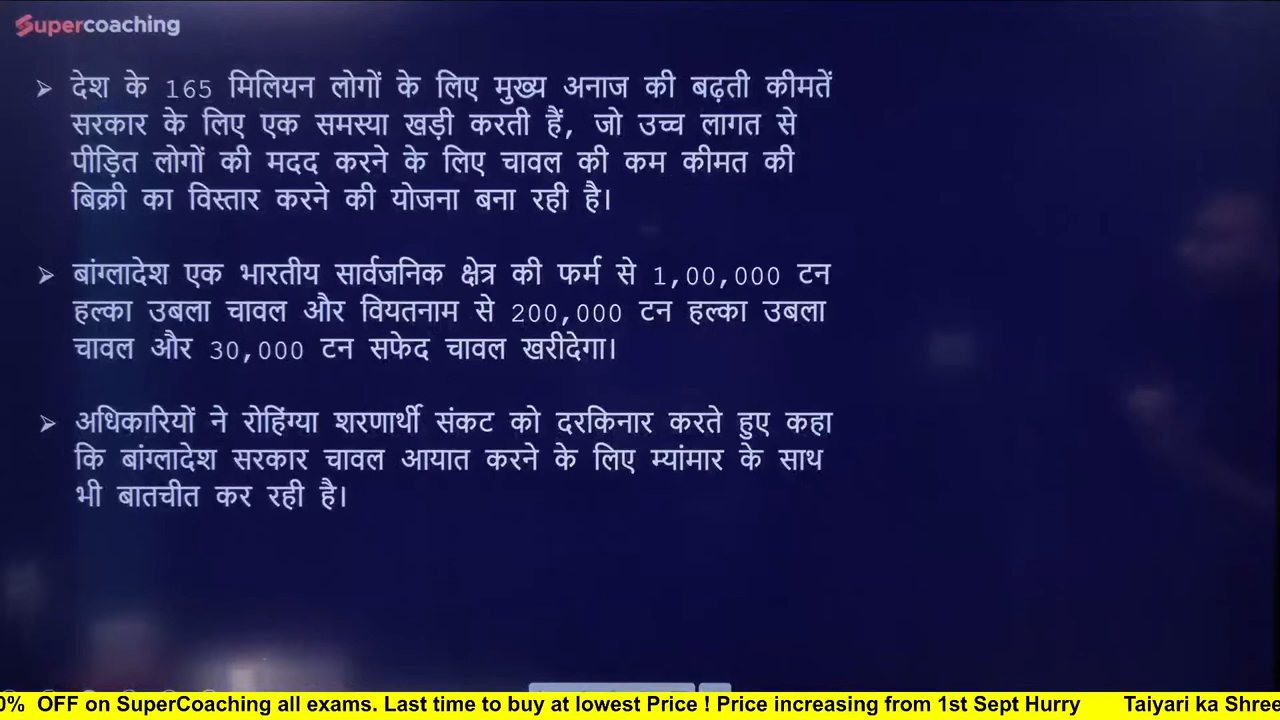 Supercoaching
➢ देश के 165 मिलियन लोगों के लिए मुख्य अनाज की बढ़ती कीमतें
सरकार के लिए एक समस्या खड़ी करती हैं, जो उच्च लागत से
पीड़ित लोगों की मदद करने के लिए चावल की कम कीमत की
बिक्री का विस्तार करने की योजना बना रही है।
➢ बांग्लादेश एक भारतीय सार्वजनिक क्षेत्र की फर्म से 1,00,000 टन
हल्का उबला चावल और वियतनाम से 200,000 टन हल्का उबला
चावल और 30,000 टन सफेद चावल खरीदेगा।
➢ अधिकारियों ने रोहिंग्या शरणार्थी संकट को दरकिनार करते हुए कहा
कि बांग्लादेश सरकार चावल आयात करने के लिए म्यांमार के साथ
भी बातचीत कर रही है।
0% OFF on SuperCoaching all exams. Last time to buy at lowest Price ! Price increasing from 1st Sept Hurry Taiyari ka Shree